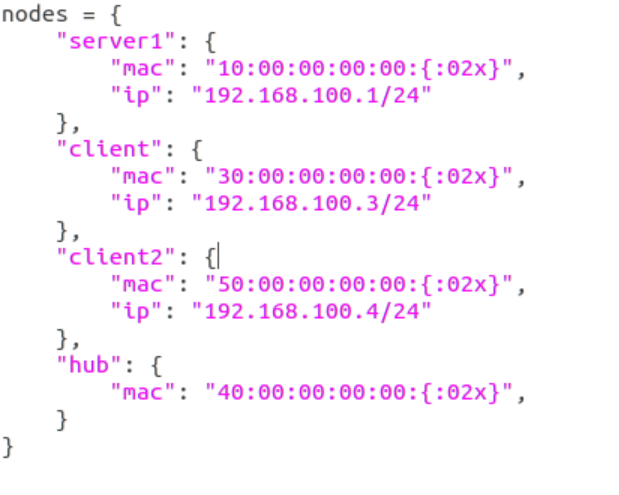 nodes = {
    "server1": {
        "mac": "10:00:00:00:00:{:02x}",
        "ip": "192.168.100.1/24"
    },
    "client": {
        "mac": "30:00:00:00:00:{:02x}",
        "ip": "192.168.100.3/24"
    },
    "client2": {
        "mac": "50:00:00:00:00:{:02x}",
        "ip": "192.168.100.4/24"
    },
    "hub": {
        "mac": "40:00:00:00:00:{:02x}",
    }
}